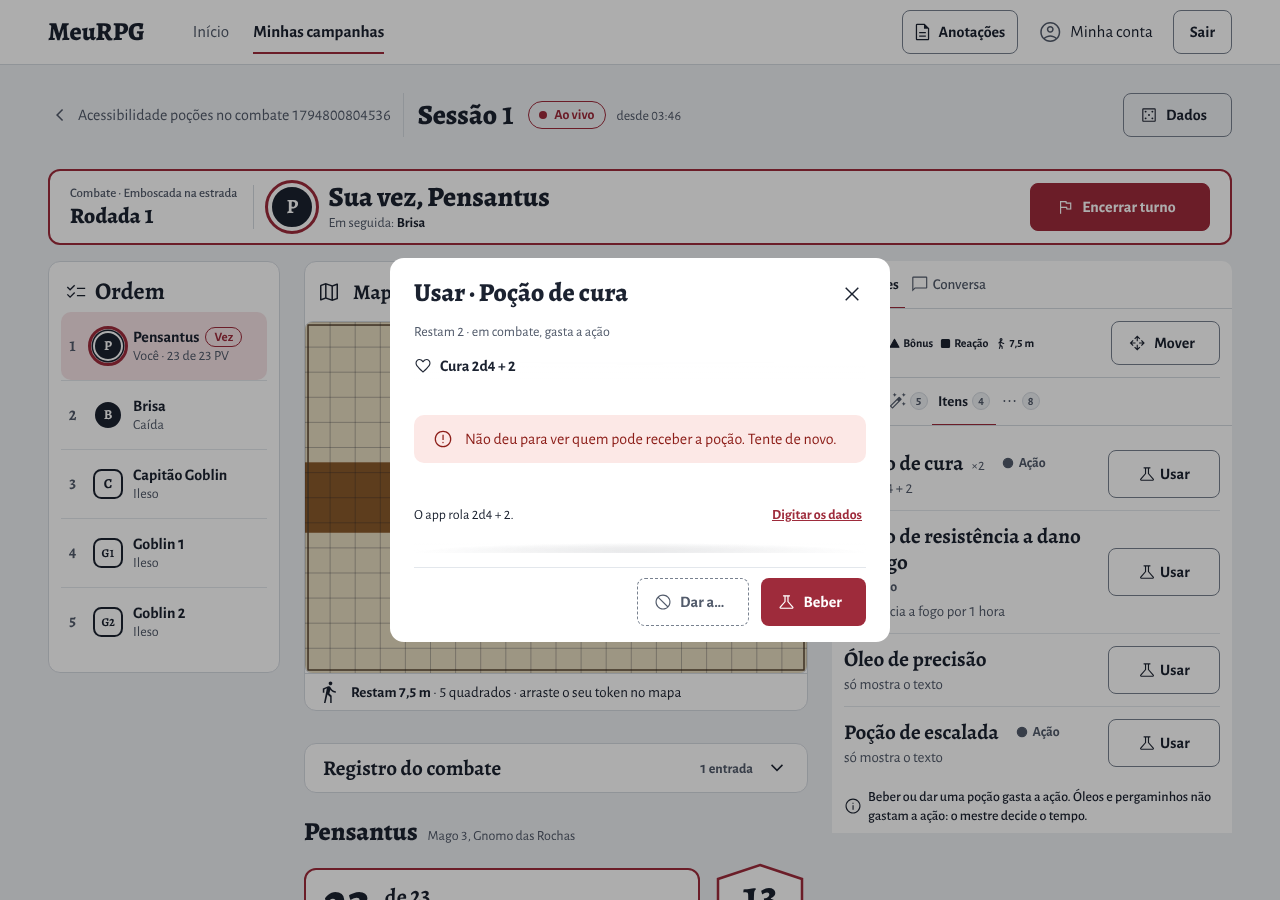 MeuRPG
Início
Minhas campanhas
Anotações
Minha conta
Sair
Acessibilidade poções no combate 1794800804536
Sessão 1
Ao vivo
desde 03:46
Dados
Combate · Emboscada na estrada
Rodada 1
P
Sua vez, Pensantus
Em seguida: Brisa
Encerrar turno
Ordem
1
P
Pensantus
Vez
Você · 23 de 23 PV
2
B
Brisa
Caída
3
C
Capitão Goblin
Ileso
4
G1
Goblin 1
Ileso
5
G2
Goblin 2
Ileso
Map
Usar · Poção de cura
Restam 2 · em combate, gasta a ação
Cura 2d4 + 2
Não deu para ver quem pode receber a poção. Tente de novo.
O app rola 2d4 + 2.
Digitar os dados
Dar a...
Beber
Restam 7,5 m · 5 quadrados · arraste o seu token no mapa
Registro do combate
1 entrada
Pensantus
Mago 3, Gnomo das Rochas
de 23
13
es
Conversa
Bônus
Reação
7,5 m
Mover
5
Itens
4
8
o de cura
×2
Ação
4 + 2
Usar
o de resistência a dano
go
o
cia a fogo por 1 hora
Usar
Óleo de precisão
só mostra o texto
Usar
Poção de escalada
Ação
só mostra o texto
Usar
Beber ou dar uma poção gasta a ação. Óleos e pergaminhos não
gastam a ação: o mestre decide o tempo.